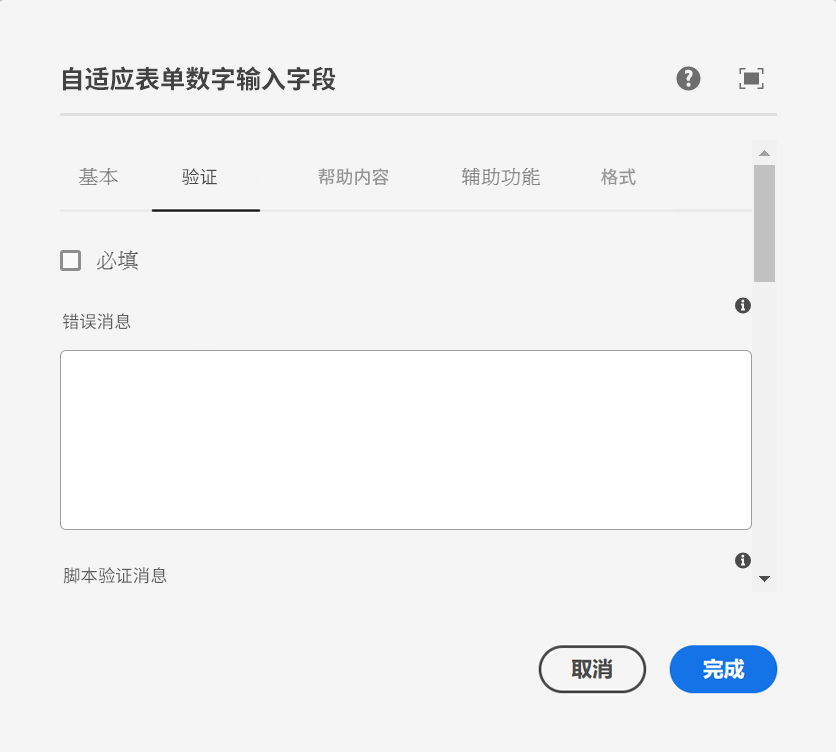 自适应表单数字输入字段
基本 验证 帮助内容 辅助功能 格式
必填
错误消息
脚本验证消息
取消 完成